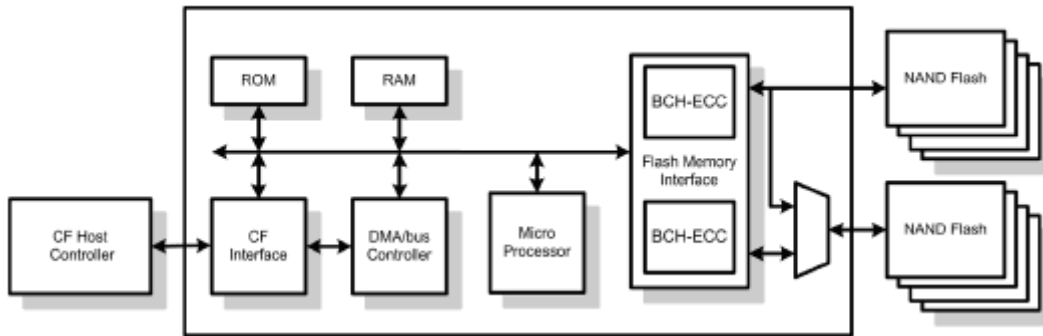 ROM
RAM
BCH-ECC
NAND Flash
Flash Memory
Interface
CF Host
Controller
CF
Interface
DMA/bus
Controller
Micro
Processor
BCH-ECC
NAND Flash